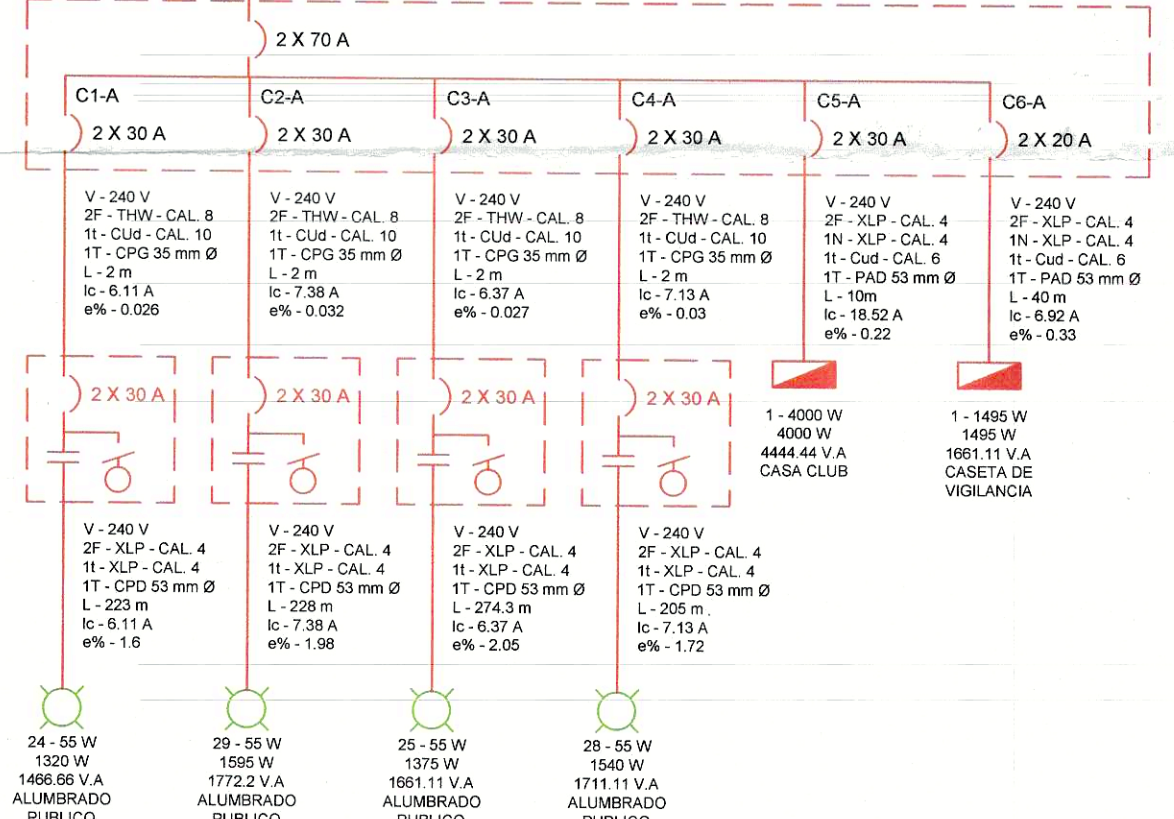 2 X 70 A
C1-A
2 X 30 A
C2-A
2 X 30 A
C3-A
2 X 30 A
C4-A
2 X 30 A
C5-A
2 X 30 A
C6-A
2 X 20 A
V - 240 V
2F - THW - CAL. 8
1t - CUd - CAL. 10
1T - CPG 35 mm Ø
L - 2 m
Ic - 6.11 A
e% - 0.026
V - 240 V
2F - THW - CAL. 8
1t - CUd - CAL. 10
1T - CPG 35 mm Ø
L - 2 m
Ic - 7.38 A
e% - 0.032
V - 240 V
2F - THW - CAL. 8
1t - CUd - CAL. 10
1T - CPG 35 mm Ø
L - 2 m
Ic - 6.37 A
e% - 0.027
V - 240 V
2F - THW - CAL. 8
1t - CUd - CAL. 10
1T - CPG 35 mm Ø
L - 2 m
Ic - 7.13 A
e% - 0.03
V - 240 V
2F - XLP - CAL. 4
1N - XLP - CAL. 4
1t - Cud - CAL. 6
1T - PAD 53 mm Ø
L - 10m
Ic - 18.52 A
e% - 0.22
V - 240 V
2F - XLP - CAL. 4
1N - XLP - CAL. 4
1t - Cud - CAL. 6
1T - PAD 53 mm Ø
L - 40 m
Ic - 6.92 A
e% - 0.33
2 X 30 A
2 X 30 A
2 X 30 A
2 X 30 A
1 - 4000 W
4000 W
4444.44 V.A
CASA CLUB
1 - 1495 W
1495 W
1661.11 V.A
CASETA DE
VIGILANCIA
V - 240 V
2F - XLP - CAL. 4
1t - XLP - CAL. 4
1T - CPD 53 mm Ø
L - 223 m
Ic - 6.11 A
e% - 1.6
V - 240 V
2F - XLP - CAL. 4
1t - XLP - CAL. 4
1T - CPD 53 mm Ø
L - 228 m
Ic - 7.38 A
e% - 1.98
V - 240 V
2F - XLP - CAL. 4
1t - XLP - CAL. 4
1T - CPD 53 mm Ø
L - 274.3 m
Ic - 6.37 A
e% - 2.05
V - 240 V
2F - XLP - CAL. 4
1t - XLP - CAL. 4
1T - CPD 53 mm Ø
L - 205 m .
Ic - 7.13 A
e% - 1.72
24 - 55 W
1320 W
1466.66 V.A
ALUMBRADO
PUBLICO
29 - 55 W
1595 W
1772.2 V.A
ALUMBRADO
PUBLICO
25 - 55 W
1375 W
1661.11 V.A
ALUMBRADO
PUBLICO
28 - 55 W
1540 W
1711.11 V.A
ALUMBRADO
PUBLICO